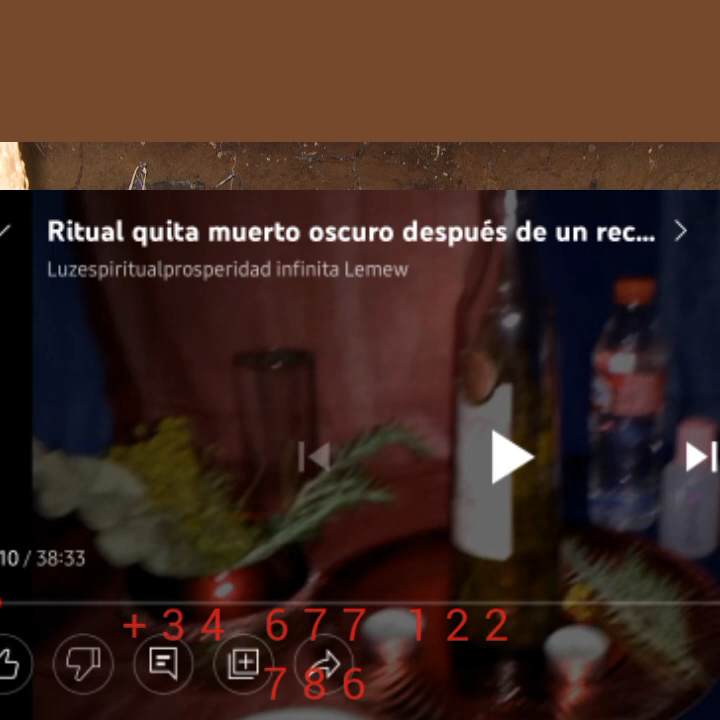 Ritual quita muerto oscuro después de un rec...
Luzespiritualprosperidad infinita Lemew
10 / 38:33
+34 677 122
786